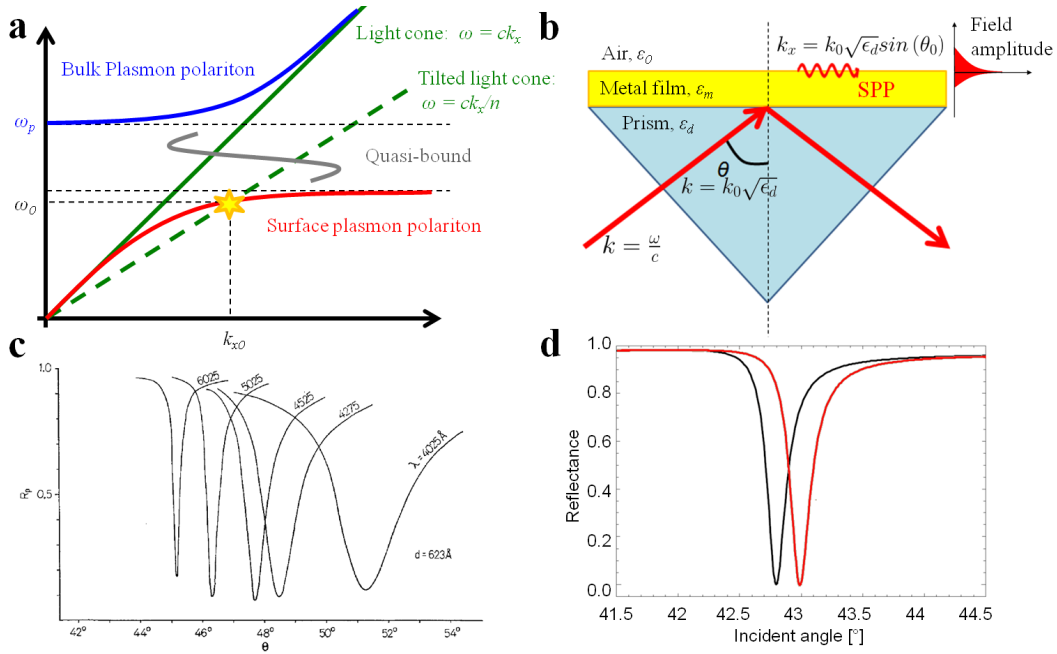 a
Light cone: ω = ckₓ
Bulk Plasmon polariton
Tilted light cone:
ω = ckₓ/n
ωₚ
Quasi-bound
ω₀
Surface plasmon polariton
kₓ₀
b
Field
amplitude
kₓ = k₀√ϵd sin (θ₀)
Air, ε₀
SPP
Metal film, εm
Prism, εd
θ
k = k₀√ϵd
k = ω/c
c
1.0
0.5
Rp
6025
5025
4525
4275
λ=4025Å
d=623Å
42° 44° 46° 48° 50° 52° 54°
θ
d
1.0
0.8
0.6
0.4
0.2
0.0
Reflectance
41.5 42 42.5 43 43.5 44 44.5
Incident angle [°]